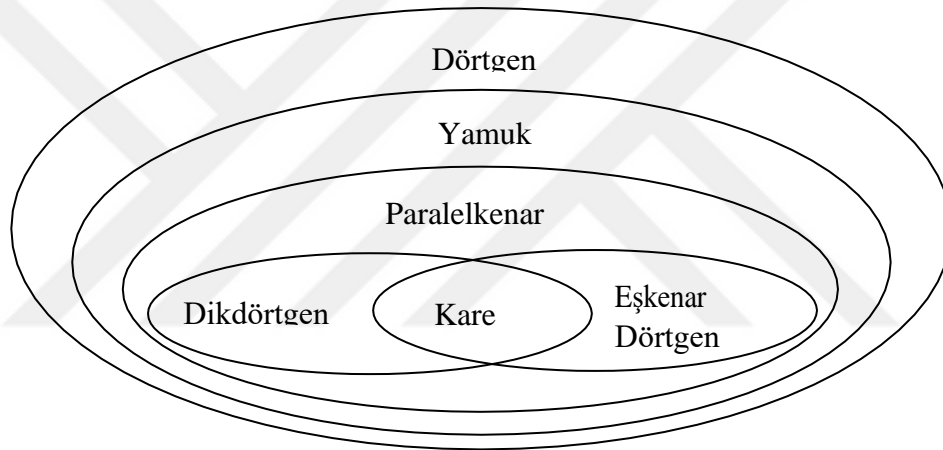 Dörtgen
Yamuk
Paralelkenar
Dikdörtgen
Kare
Eşkenar
Dörtgen